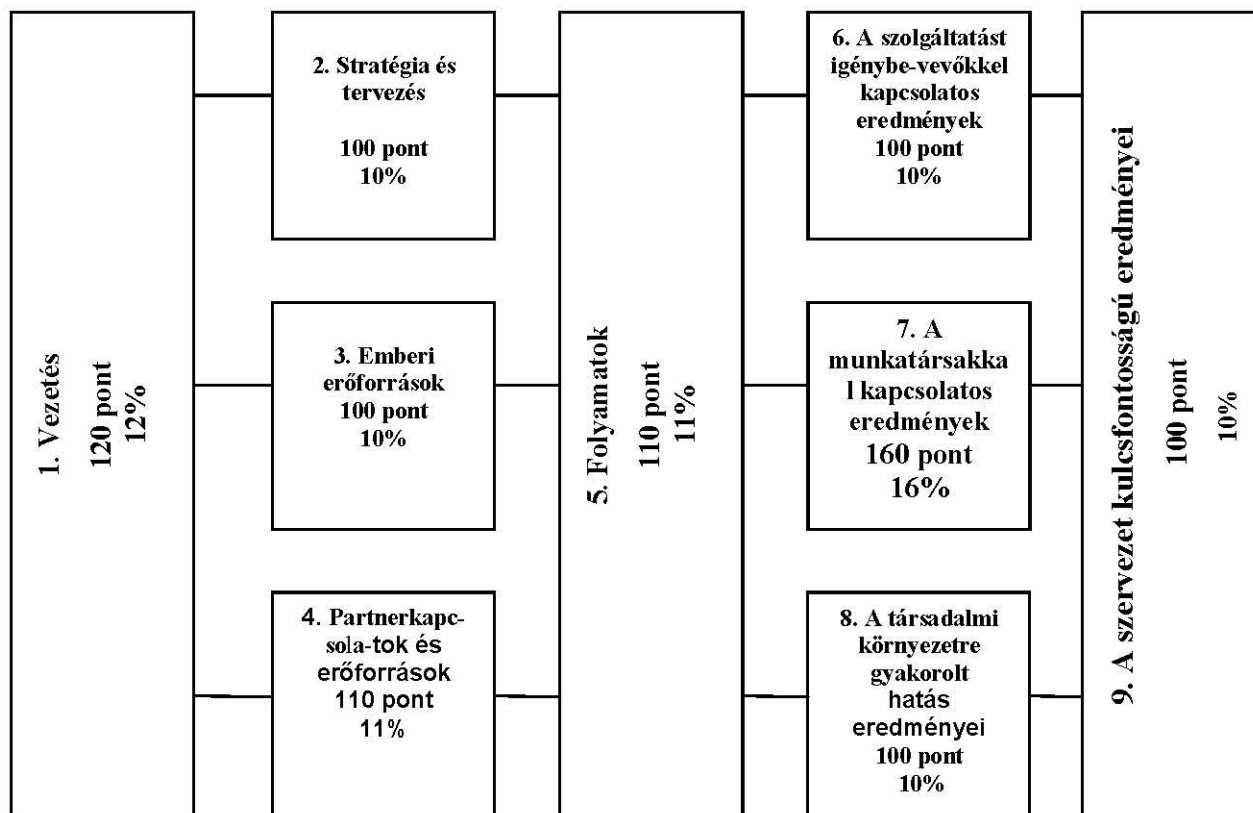 1. Vezetés
120 pont
12%
2. Stratégia és
tervezés
100 pont
10%
3. Emberi
erőforrások
100 pont
10%
4. Partnerkapc-
sola-tok és
erőforrások
110 pont
11%
5. Folyamatok
110 pont
11%
6. A szolgáltatást
igénybe-vevőkkel
kapcsolatos
eredmények
100 pont
10%
7. A
munkatársakka
l kapcsolatos
eredmények
160 pont
16%
8. A társadalmi
környezetre
gyakorolt
hatás
eredményei
100 pont
10%
9. A szervezet kulcsfontosságú eredményei
100 pont
10%